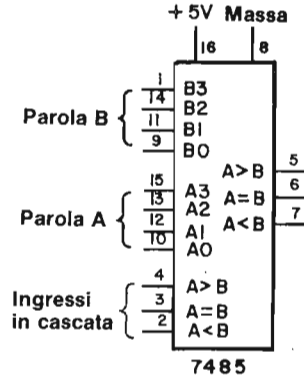 +5V Massa
16 8
1 B3
14 B2
Parola B
11 B1
9 B0
5
A>B
15 A3
6
13 A2
A=B
Parola A
7
12 A1
A<B
10 A0
4 A>B
Ingressi
3 A=B
in cascata
2 A<B
7485